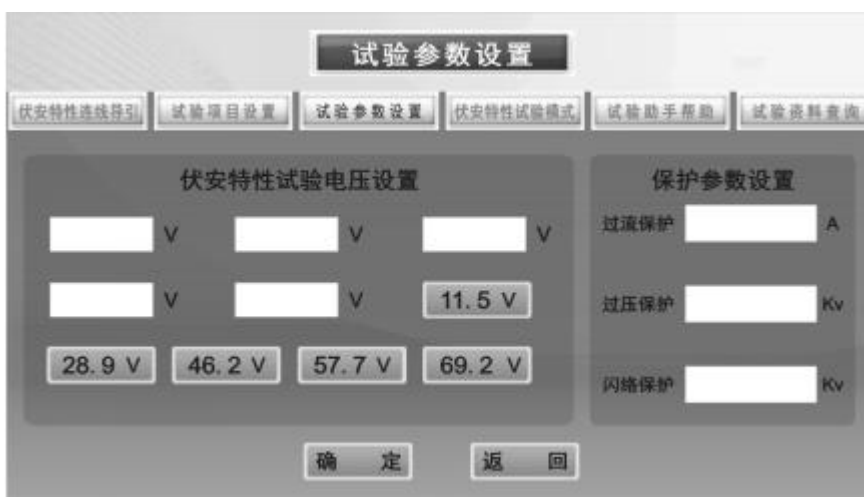 试验参数设置
伏安特性连线导引 试验项目设置 试验参数设置 伏安特性试验模式 试验助手帮助 试验资料查询
伏安特性试验电压设置
V V V
V V 11.5 V
28.9 V 46.2 V 57.7 V 69.2 V
保护参数设置
过流保护 A
过压保护 Kv
闪络保护 Kv
确 定 返 回